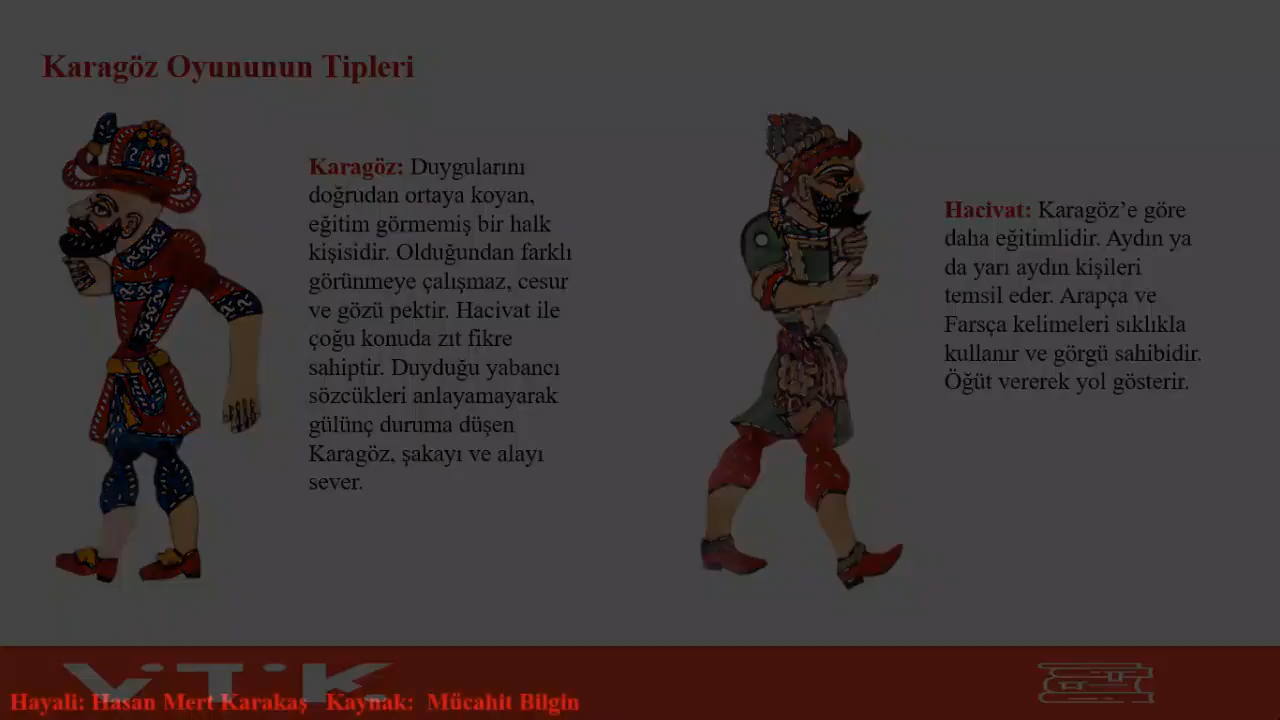 Karagöz Oyununun Tipleri
Karagöz: Duygularını
doğrudan ortaya koyan,
eğitim görmemiş bir halk
kişisidir. Olduğundan farklı
görünmeye çalışmaz, cesur
ve gözü pektir. Hacivat ile
çoğu konuda zıt fikre
sahiptir. Duyduğu yabancı
sözcükleri anlayamayarak
gülünç duruma düşen
Karagöz, şakayı ve alayı
sever.
Hacivat: Karagöz’e göre
daha eğitimlidir. Aydın ya
da yarı aydın kişileri
temsil eder. Arapça ve
Farsça kelimeleri sıklıkla
kullanır ve görgü sahibidir.
Öğüt vererek yol gösterir.
Hayali: Hasan Mert Karakaş Kaynak: Mücahit Bilgin